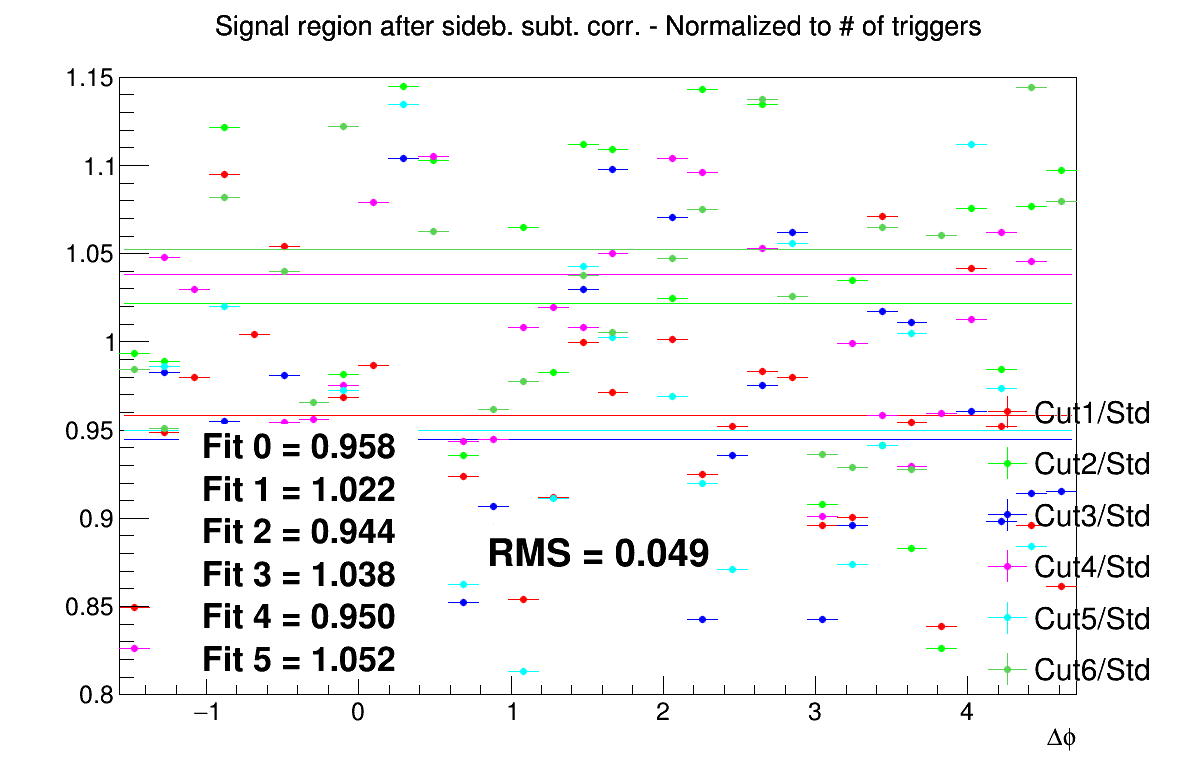 Signal region after sideb. subt. corr. - Normalized to # of triggers
1.15
1.1
1.05
1
0.95
0.9
0.85
0.8
Fit 0 = 0.958
Fit 1 = 1.022
Fit 2 = 0.944
Fit 3 = 1.038
Fit 4 = 0.950
Fit 5 = 1.052
RMS = 0.049
Cut1/Std
Cut2/Std
Cut3/Std
Cut4/Std
Cut5/Std
Cut6/Std
−1 0 1 2 3 4
Δϕ